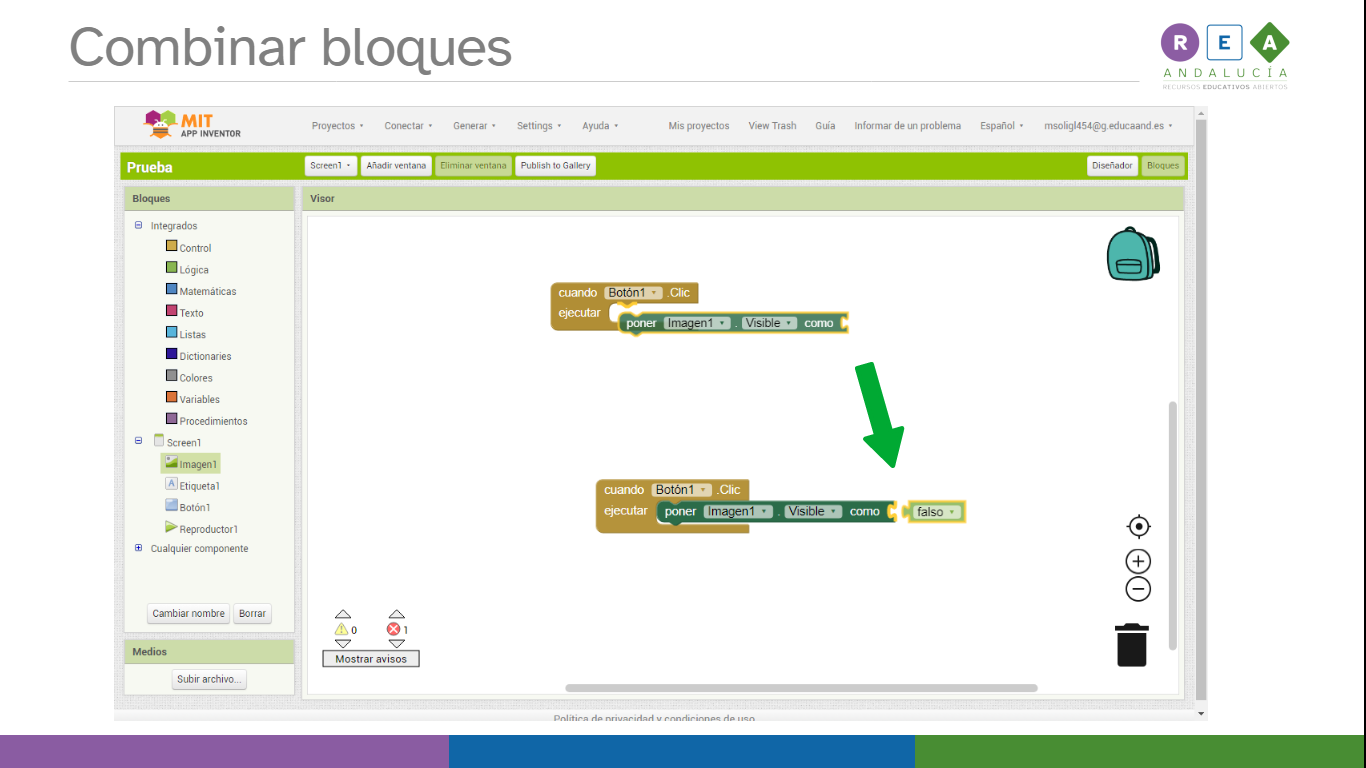 Combinar bloques
R E A
ANDALUCÍA
RECURSOS EDUCATIVOS ABIERTOS
MIT
APP INVENTOR
Proyectos Conectar Generar Settings Ayuda Mis proyectos View Trash Guía Informar de un problema Español msoligl454@g.educaand.es
Prueba Screen1 Añadir ventana Eliminar ventana Publish to Gallery Diseñador Bloques
Bloques
Visor
Integrados
Control
Lógica
Matemáticas
Texto
Listas
Dictionaries
Colores
Variables
Procedimientos
Screen1
Imagen1
Etiqueta1
Botón1
Reproductor1
Cualquier componente
Cambiar nombre Borrar
Medios
Subir archivo...
cuando Botón1 .Clic
ejecutar poner Imagen1 . Visible como
cuando Botón1 .Clic
ejecutar poner Imagen1 . Visible como falso
0 1
Mostrar avisos
Política de privacidad y condiciones de uso